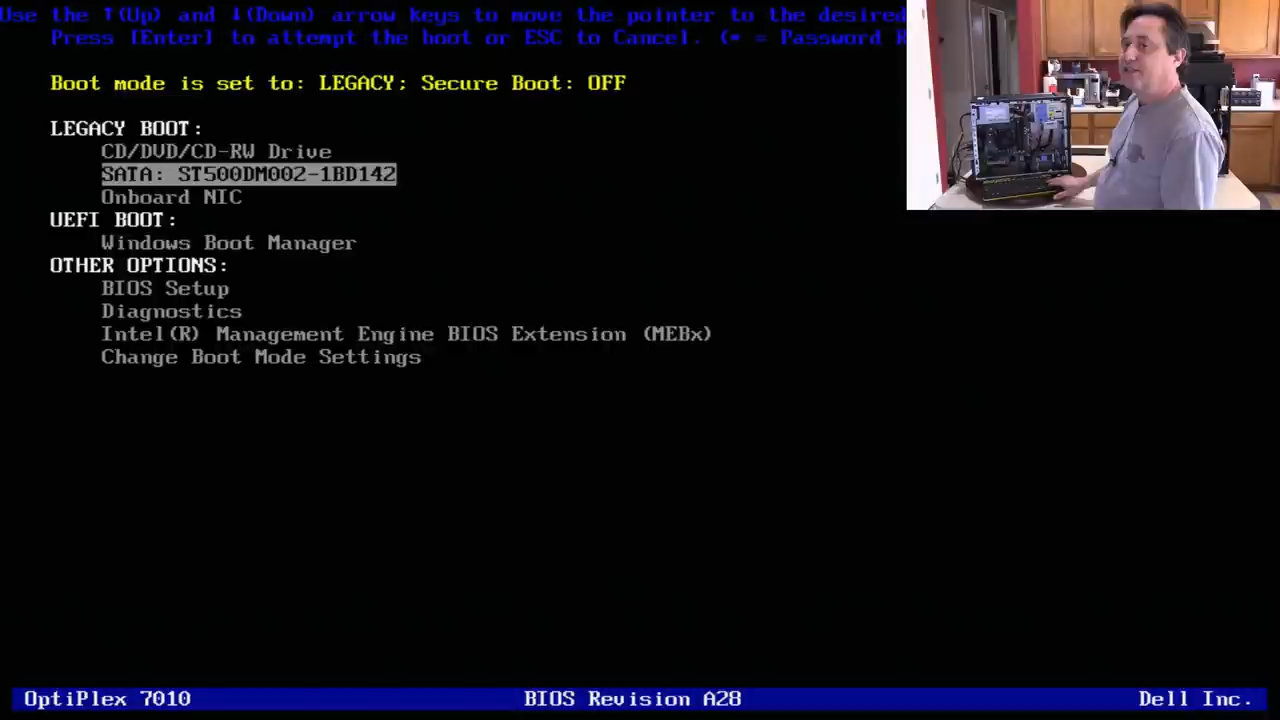 Use the ↑(Up) and ↓(Down) arrow keys to move the pointer to the desired
Press [Enter] to attempt the boot or ESC to Cancel. (* = Password
Boot mode is set to: LEGACY; Secure Boot: OFF
LEGACY BOOT:
CD/DVD/CD-RW Drive
SATA: ST500DM002-1BD142
Onboard NIC
UEFI BOOT:
Windows Boot Manager
OTHER OPTIONS:
BIOS Setup
Diagnostics
Intel(R) Management Engine BIOS Extension (MEBx)
Change Boot Mode Settings
OptiPlex 7010
BIOS Revision A28
Dell Inc.